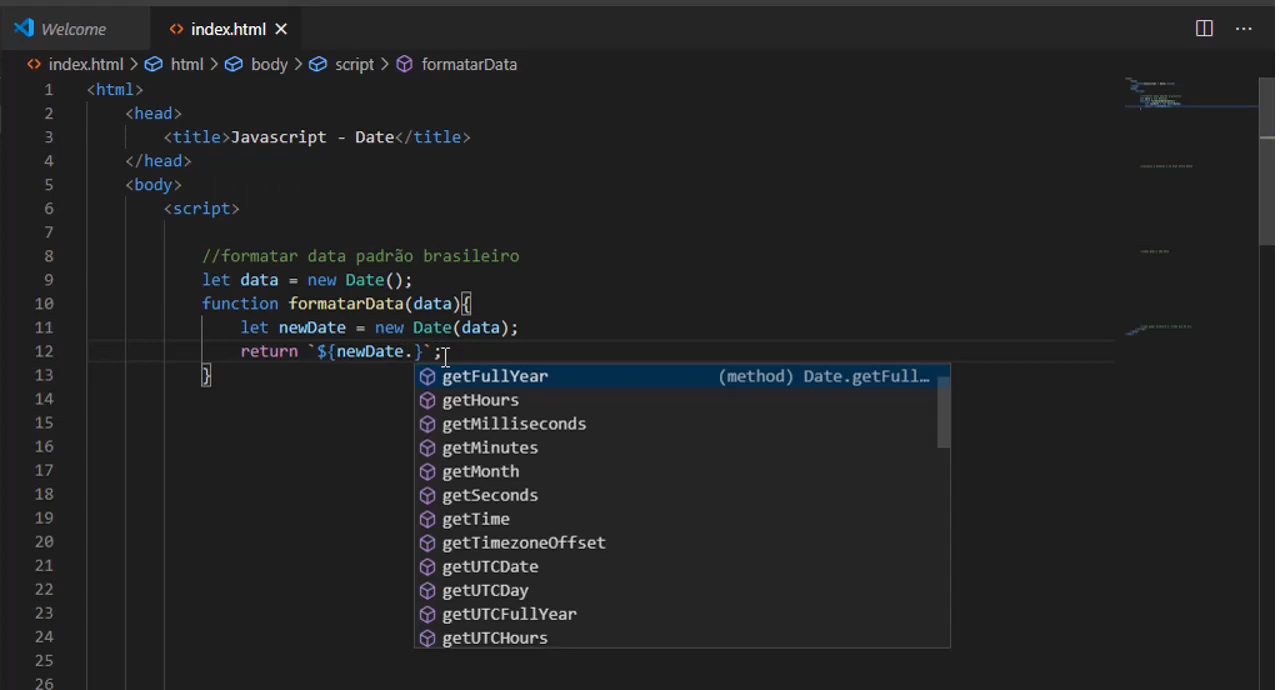 Welcome
index.html
index.html > html > body > script > formatarData
1 <html>
2 <head>
3 <title>Javascript - Date</title>
4 </head>
5 <body>
6 <script>
7
8 //formatar data padrão brasileiro
9 let data = new Date();
10 function formatarData(data){
11 let newDate = new Date(data);
12 return `${newDate.}`;
13 }
getFullYear (method) Date.getFull…
14
getHours
15
getMilliseconds
16
getMinutes
17
getMonth
18
getSeconds
19
getTime
20
getTimezoneOffset
21
getUTCDate
22
getUTCDay
23
getUTCFullYear
24
getUTCHours
25
26